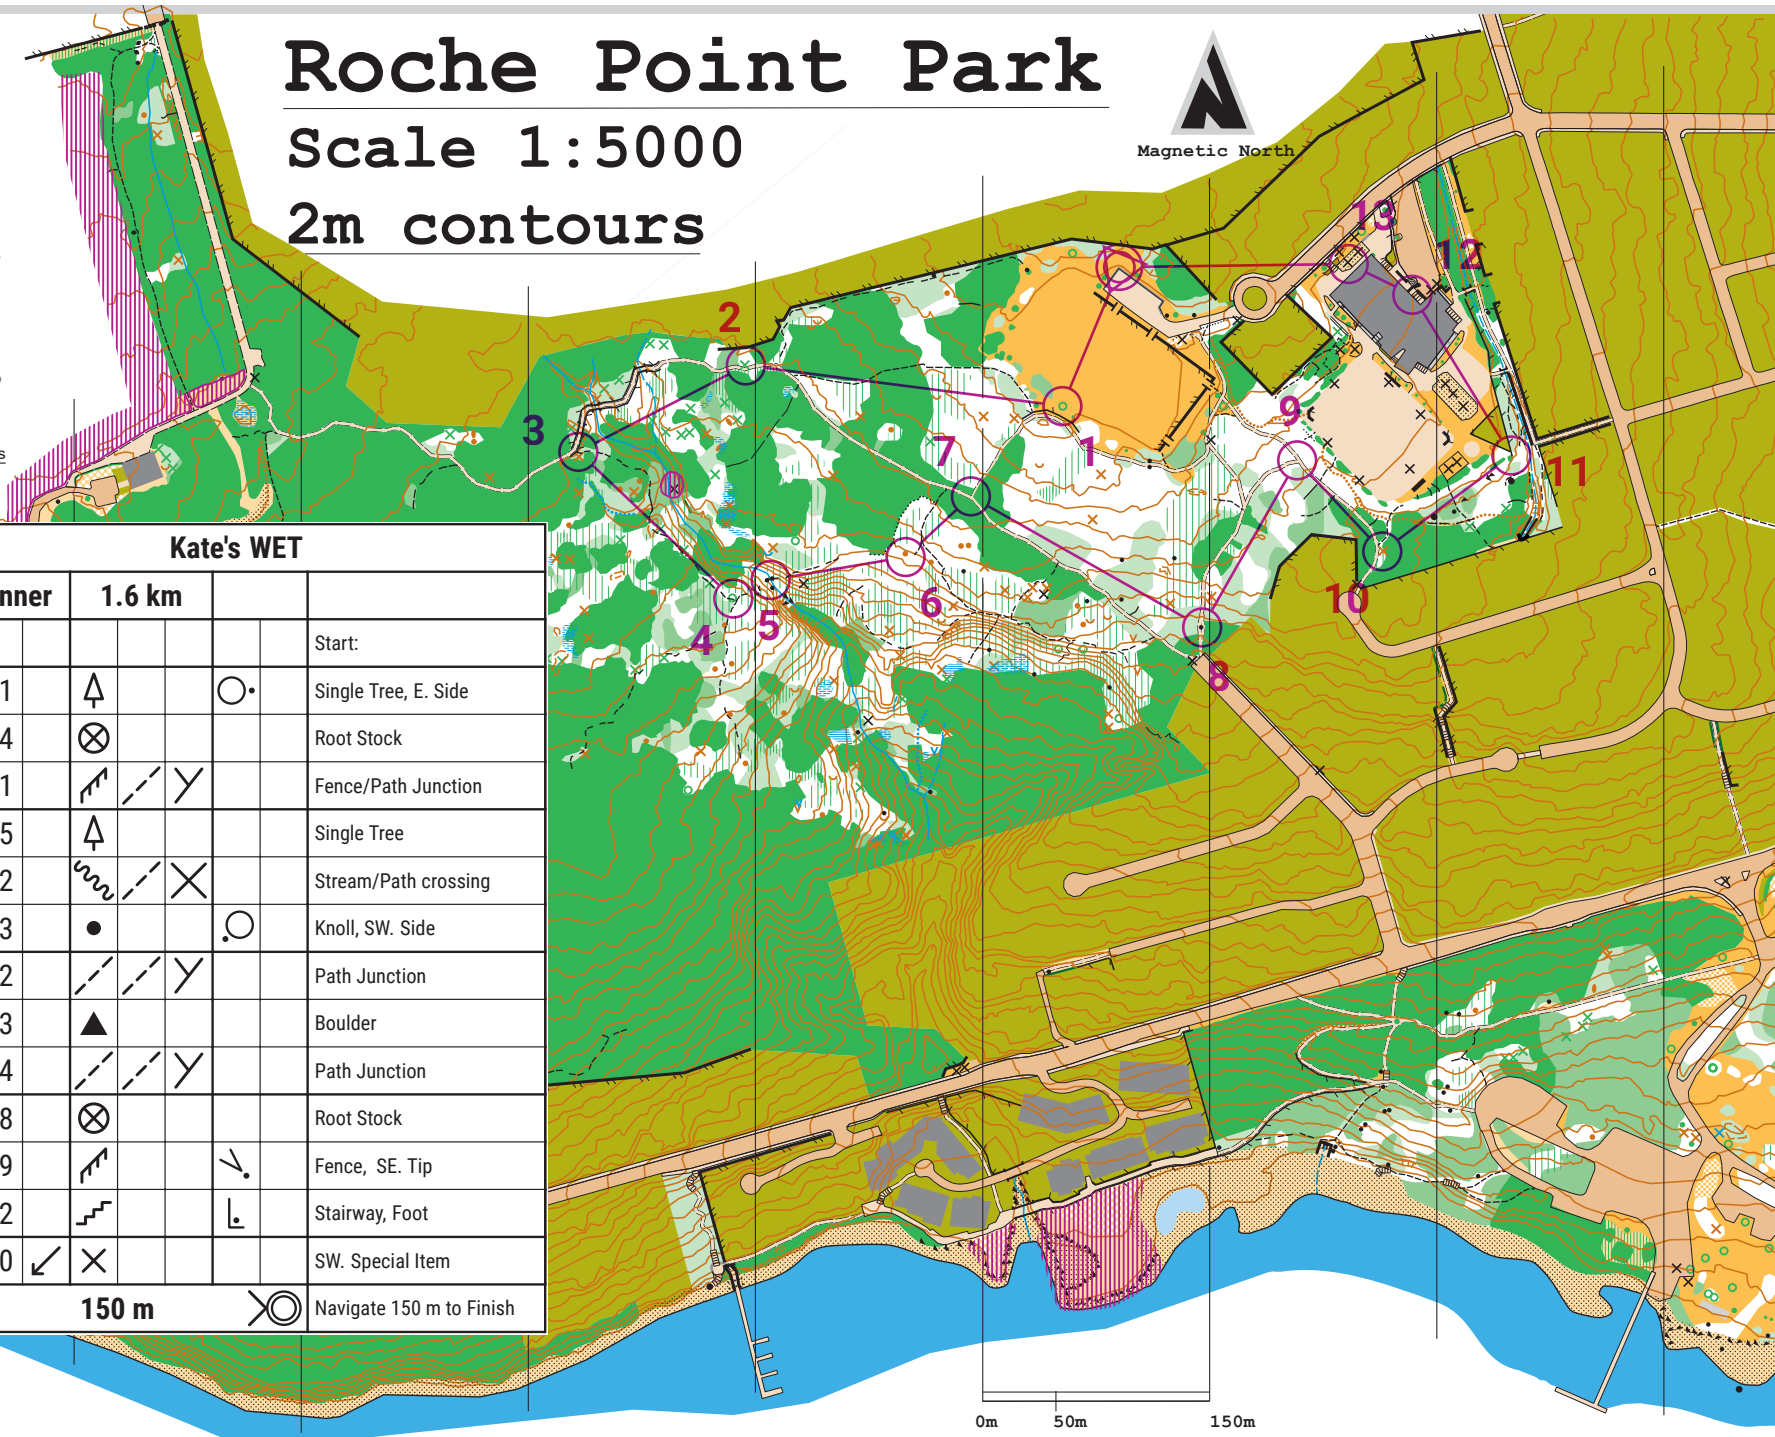 Roche Point Park
Scale 1:5000
2m contours
Magnetic North
13
12
2
3
9
7
1
11
s
Kate's WET
nner 1.6 km
Start:
1 Single Tree, E. Side
4 Root Stock
1 Fence/Path Junction
5 Single Tree
2 Stream/Path crossing
3 Knoll, SW. Side
2 Path Junction
3 Boulder
4 Path Junction
8 Root Stock
9 Fence, SE. Tip
2 Stairway, Foot
0 SW. Special Item
150 m Navigate 150 m to Finish
10
6
5
4
8
0m 50m 150m